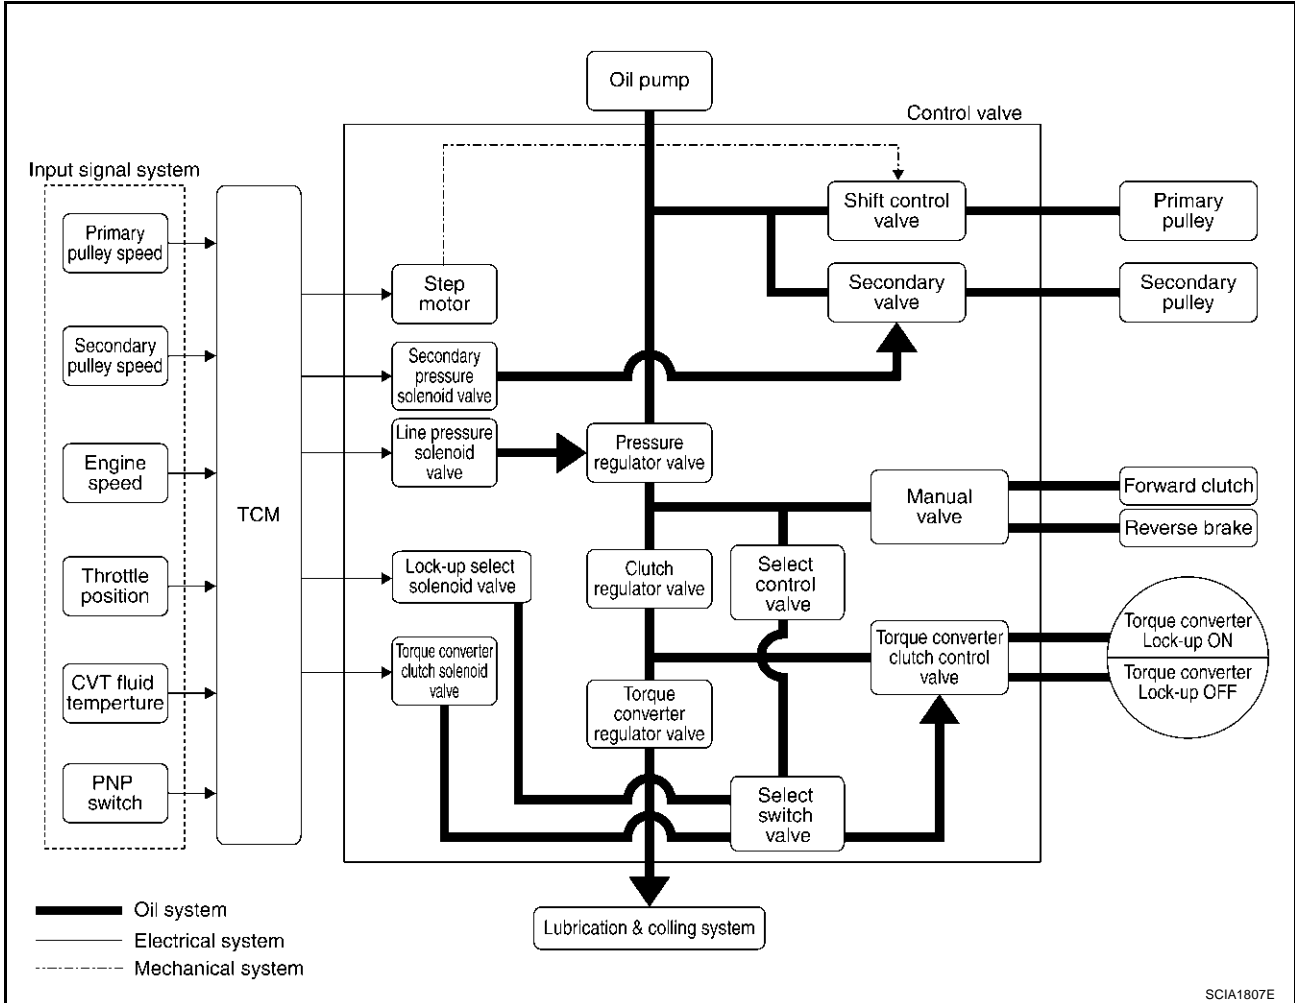 Oil pump
Control valve
Input signal system
Primary
pulley speed
Secondary
pulley speed
Engine
speed
Throttle
position
CVT fluid
temperture
PNP
switch
TCM
Step
motor
Secondary
pressure
solenoid valve
Line pressure
solenoid
valve
Lock-up select
solenoid valve
Torque converter
clutch solenoid
valve
Pressure
regulator valve
Clutch
regulator valve
Torque
converter
regulator valve
Shift control
valve
Secondary
valve
Manual
valve
Select
control
valve
Torque converter
clutch control
valve
Select
switch
valve
Primary
pulley
Secondary
pulley
Forward clutch
Reverse brake
Torque converter
Lock-up ON
Torque converter
Lock-up OFF
Lubrication & colling system
Oil system
Electrical system
Mechanical system
SCIA1807E